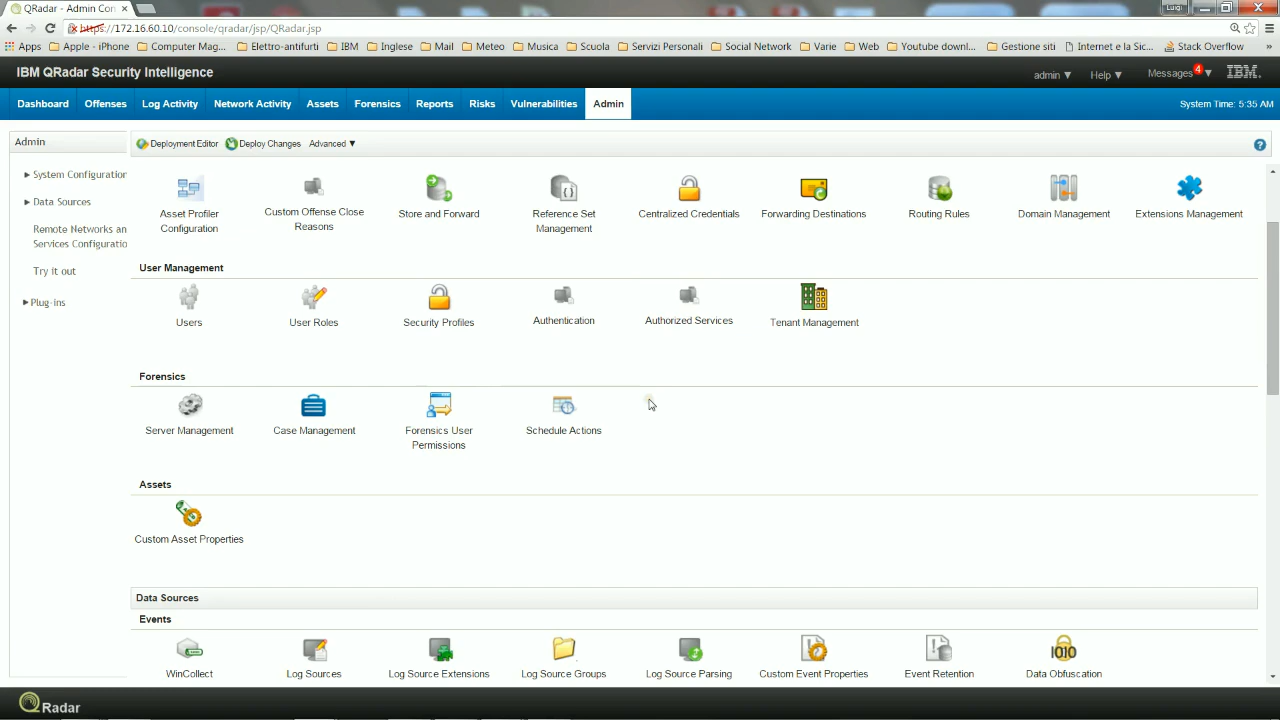 QRadar - Admin Con
Luigi
https://172.16.60.10/console/qradar/jsp/QRadar.jsp
Apps
Apple - iPhone
Computer Mag...
Elettro-antifurti
IBM
Inglese
Mail
Meteo
Musica
Scuola
Servizi Personali
Social Network
Varie
Web
Youtube downl...
Gestione siti
Internet e la Sic...
Stack Overflow
»
IBM QRadar Security Intelligence
admin ▼
Help ▼
Messages 4 ▼
IBM.
Dashboard
Offenses
Log Activity
Network Activity
Assets
Forensics
Reports
Risks
Vulnerabilities
Admin
System Time: 5:35 AM
Admin
System Configuration
Data Sources
Remote Networks an
Services Configuratio
Try it out
Plug-ins
Deployment Editor
Deploy Changes
Advanced ▼
?
Asset Profiler
Configuration
Custom Offense Close
Reasons
Store and Forward
Reference Set
Management
Centralized Credentials
Forwarding Destinations
Routing Rules
Domain Management
Extensions Management
User Management
Users
User Roles
Security Profiles
Authentication
Authorized Services
Tenant Management
Forensics
Server Management
Case Management
Forensics User
Permissions
Schedule Actions
Assets
Custom Asset Properties
Data Sources
Events
WinCollect
Log Sources
Log Source Extensions
Log Source Groups
Log Source Parsing
Custom Event Properties
Event Retention
1010
Data Obfuscation
QRadar